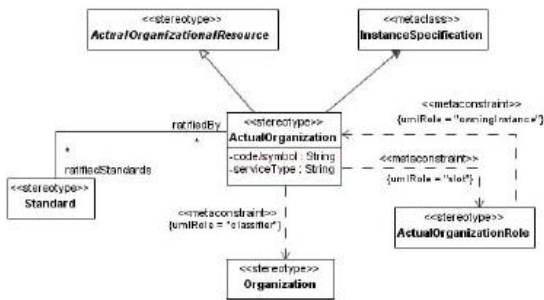 <<stereotype>>
ActualOrganizationalResource
<<metaclass>>
InstanceSpecification
<<stereotype>>
ActualOrganization
-code/symbol : String
-serviceType : String
ratifiedBy
*
*
ratifiedStandards
<<stereotype>>
Standard
<<metaconstraint>>
{umlRole = "owningInstance"}
<<metaconstraint>>
{umlRole = "slot"}
<<stereotype>>
ActualOrganizationRole
<<metaconstraint>>
{umlRole = "classifier"}
<<stereotype>>
Organization